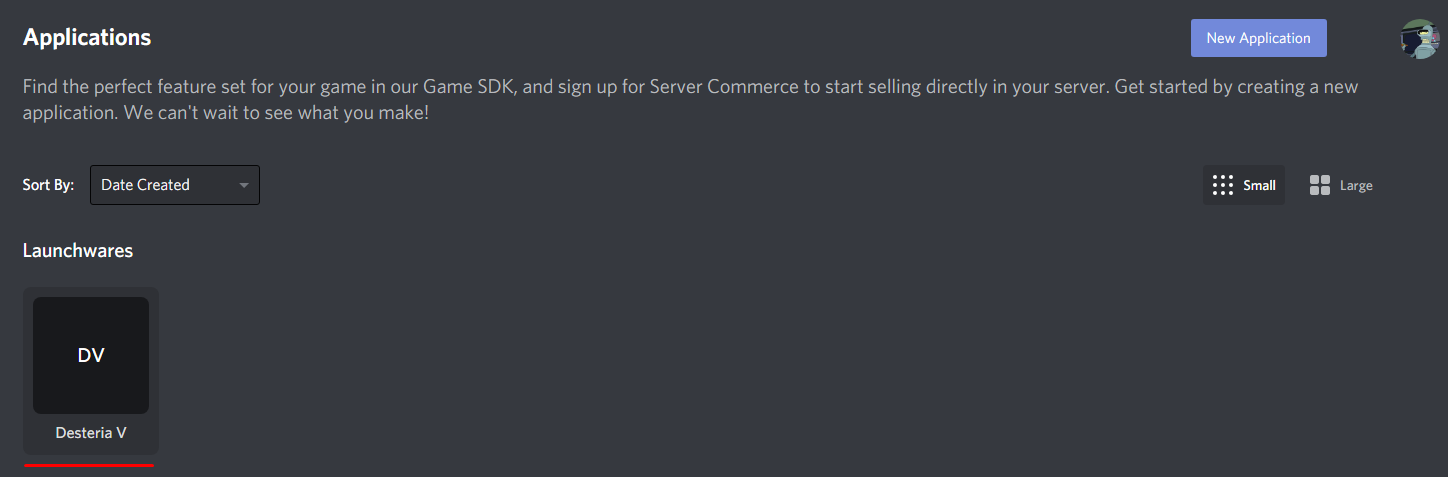 Applications
New Application
Find the perfect feature set for your game in our Game SDK, and sign up for Server Commerce to start selling directly in your server. Get started by creating a new
application. We can't wait to see what you make!
Sort By: Date Created
Small Large
Launchwares
DV
Desteria V